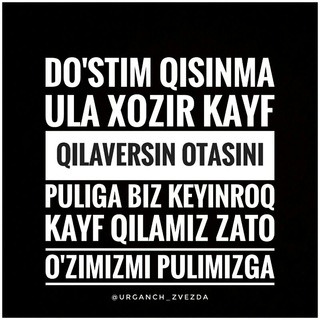 DO'STIM QISINMA
ULA XOZIR KAYF
QILAVERSIN OTASINI
PULIGA BIZ KEYINROQ
KAYF QILAMIZ ZATO
O'ZIMIZMI PULIMIZGA
@URGANCH_ZVEZDA